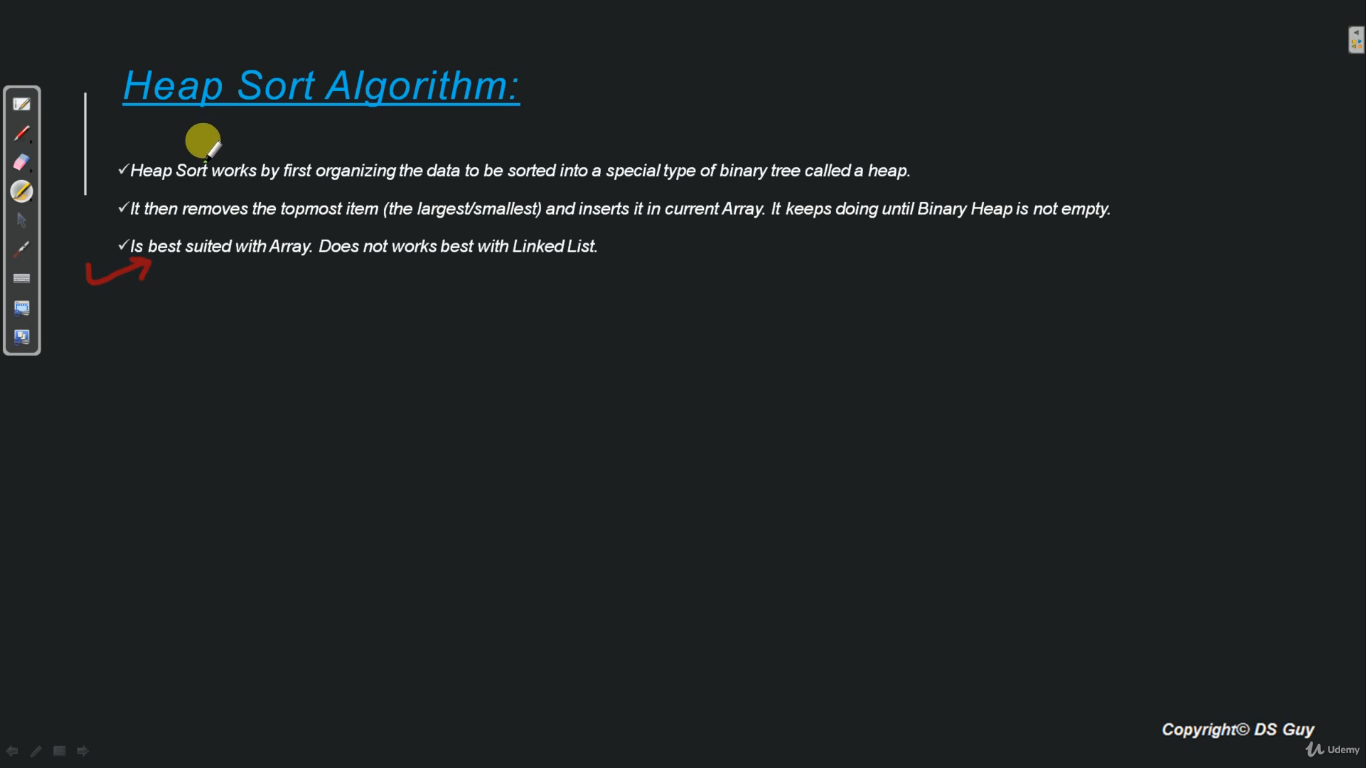 Heap Sort Algorithm:
✓Heap Sort works by first organizing the data to be sorted into a special type of binary tree called a heap.
✓It then removes the topmost item (the largest/smallest) and inserts it in current Array. It keeps doing until Binary Heap is not empty.
✓Is best suited with Array. Does not works best with Linked List.
Copyright© DS Guy
Udemy